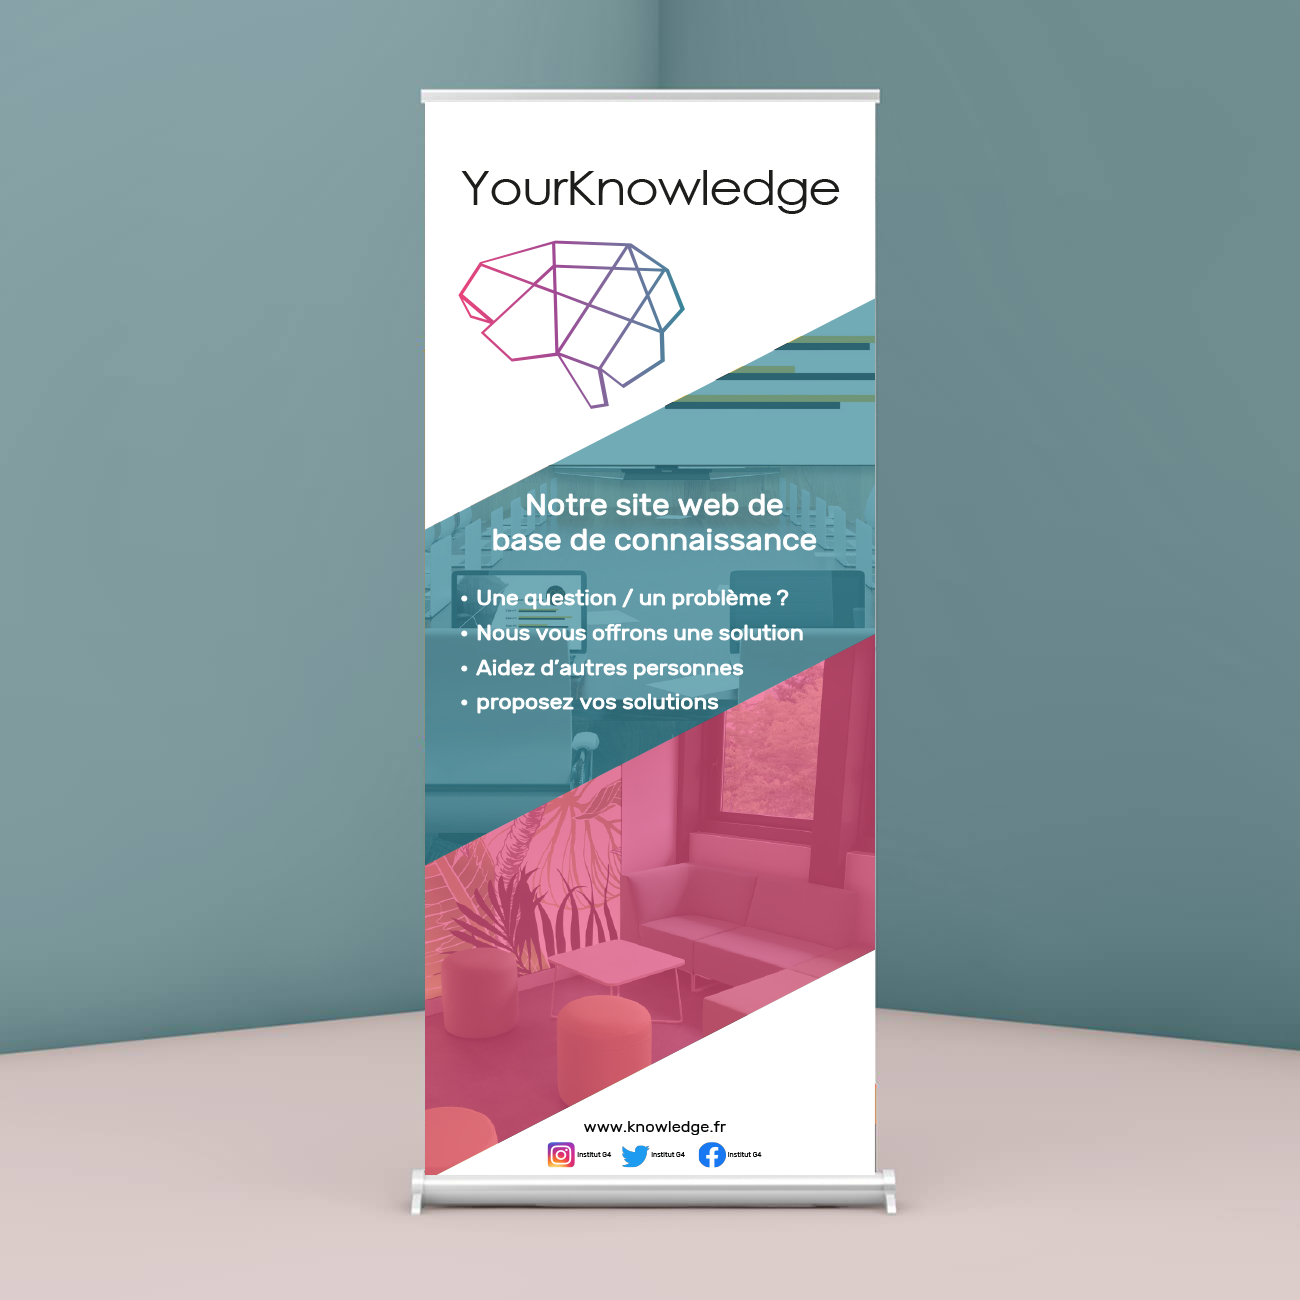 YourKnowledge
Notre site web de
base de connaissance
• Une question / un problème ?
• Nous vous offrons une solution
• Aidez d'autres personnes
• proposez vos solutions
www.knowledge.fr
Institut G4 Institut G4 Institut G4